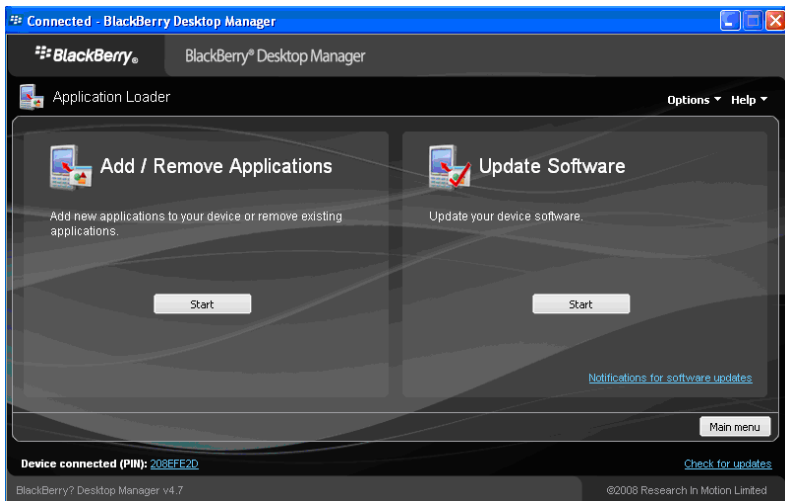 Connected - BlackBerry Desktop Manager
BlackBerry®
BlackBerry® Desktop Manager
Application Loader
Options
Help
Add / Remove Applications
Add new applications to your device or remove existing
applications.
Start
Update Software
Update your device software.
Start
Notifications for software updates
Main menu
Device connected (PIN): 208EFE2D
Check for updates
BlackBerry? Desktop Manager v4.7
©2008 Research In Motion Limited